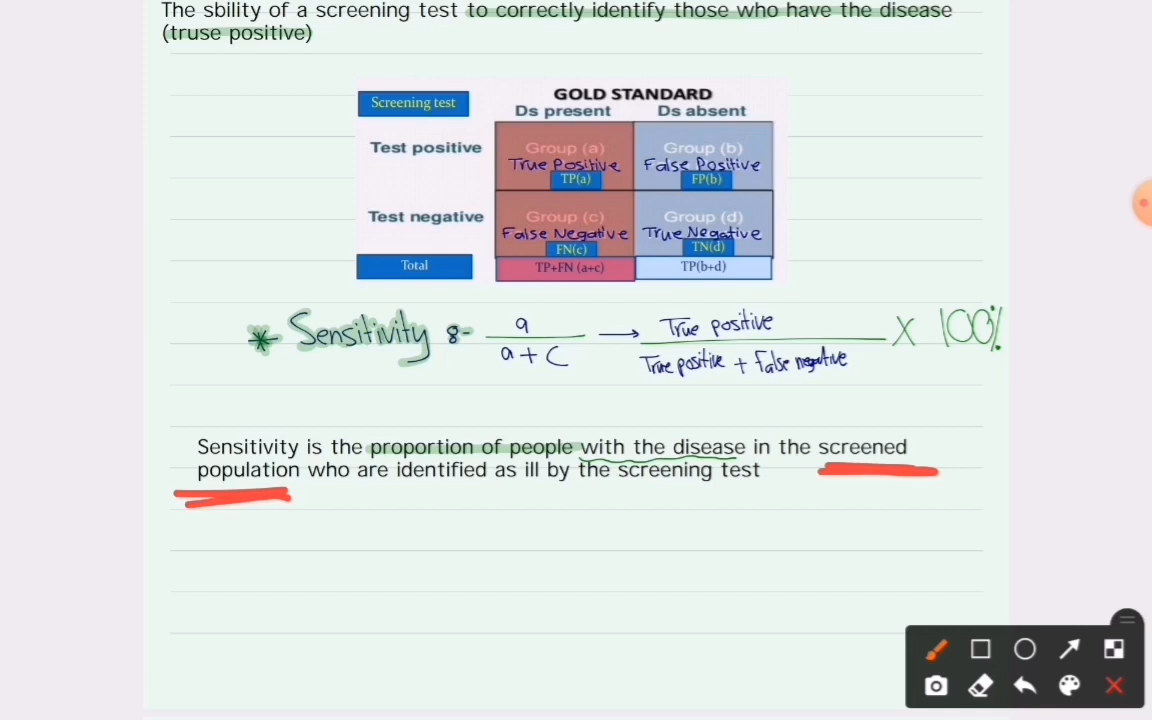 The sbility of a screening test to correctly identify those who have the disease
(truse positive)
GOLD STANDARD
Screening test
Ds present Ds absent
Test positive Group (a) Group (b)
True Positive False Positive
TP(a) FP(b)
Test negative Group (c) Group (d)
False Negative True Negative
FN(c) TN(d)
Total TP+FN (a+c) TP(b+d)
* Sensitivity 8- a / a + c → True positive / True positive + False negative X 100%
Sensitivity is the proportion of people with the disease in the screened
population who are identified as ill by the screening test